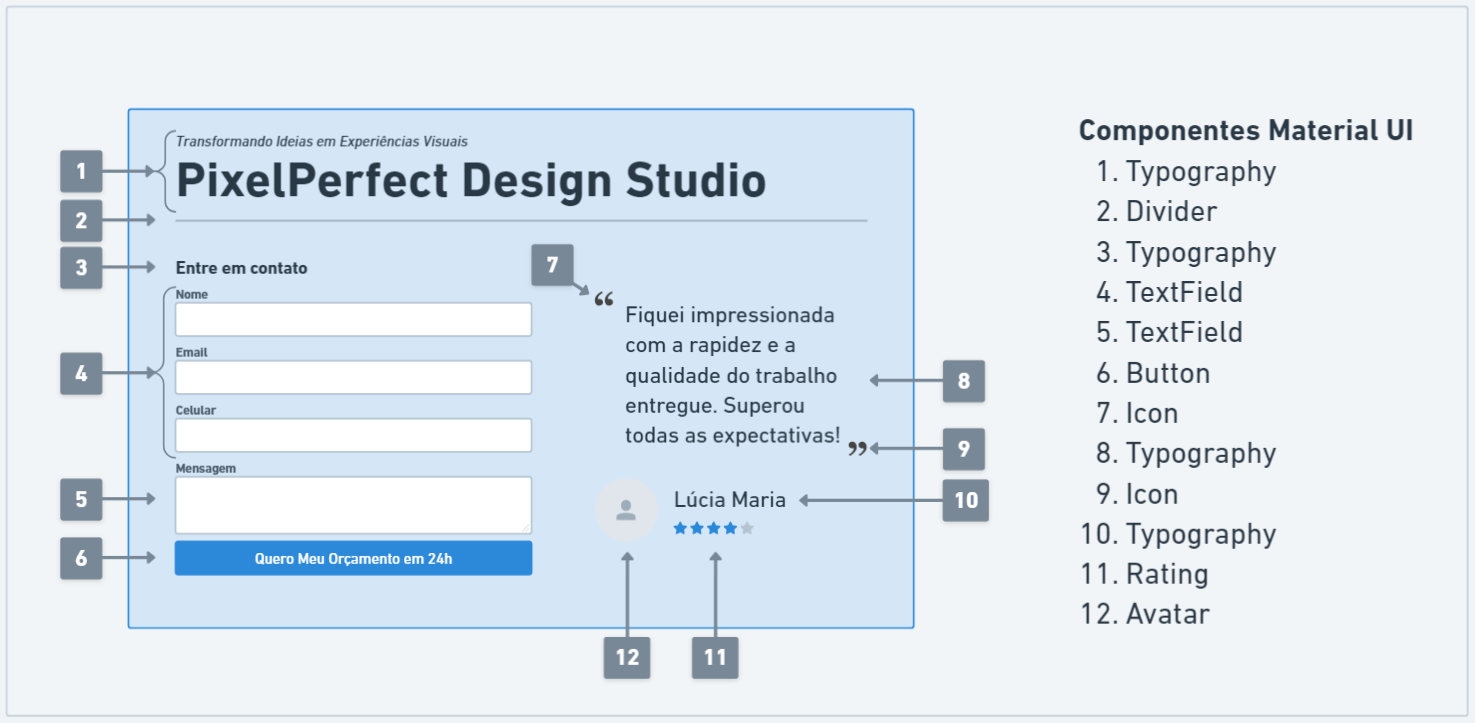 Transformando Ideias em Experiências Visuais
PixelPerfect Design Studio
1
2
3
Entre em contato
Nome
Email
Celular
4
Mensagem
5
6
Quero Meu Orçamento em 24h
7
“
Fiquei impressionada
com a rapidez e a
qualidade do trabalho
entregue. Superou
todas as expectativas!
”
8
9
Lúcia Maria
10
12
11
Componentes Material UI
1. Typography
2. Divider
3. Typography
4. TextField
5. TextField
6. Button
7. Icon
8. Typography
9. Icon
10. Typography
11. Rating
12. Avatar